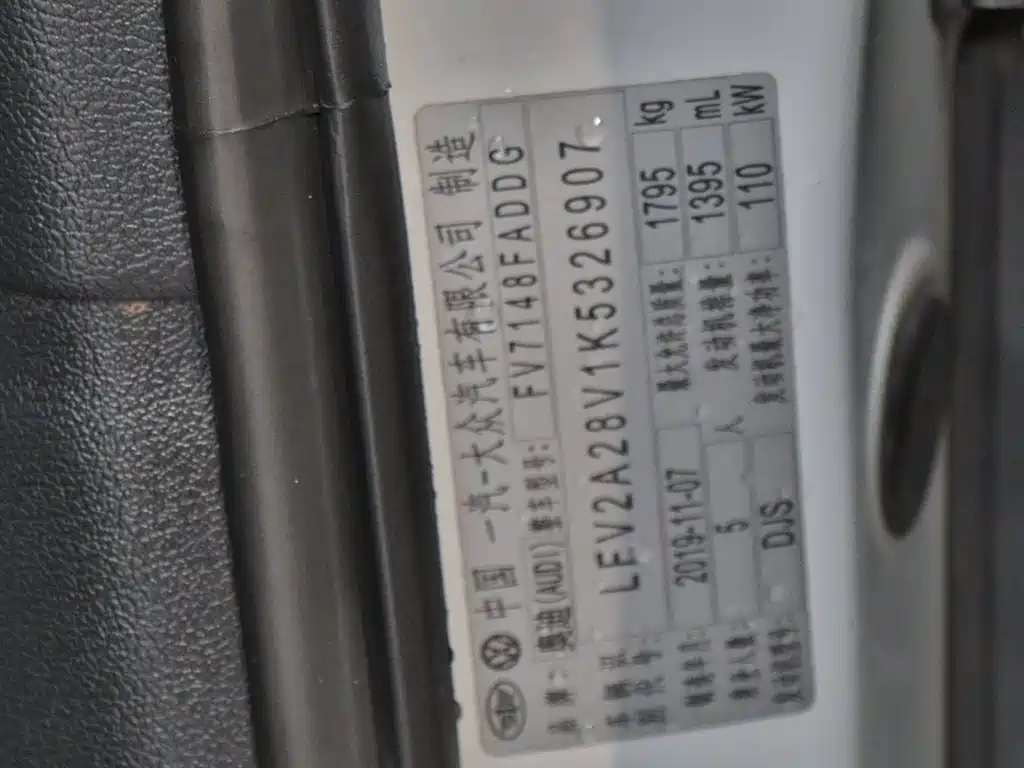 中国 一汽-大众汽车有限公司 制造
品牌: 奥迪(AUDI) 整车型号: FV7148FADDG
车辆识别代号: LFV2A28V1K5326907
制造年月: 2019-11-07 最大允许总质量: 1795 kg
乘坐人数: 5 人 发动机排量: 1395 mL
发动机型号: DJS 发动机最大净功率: 110 kW